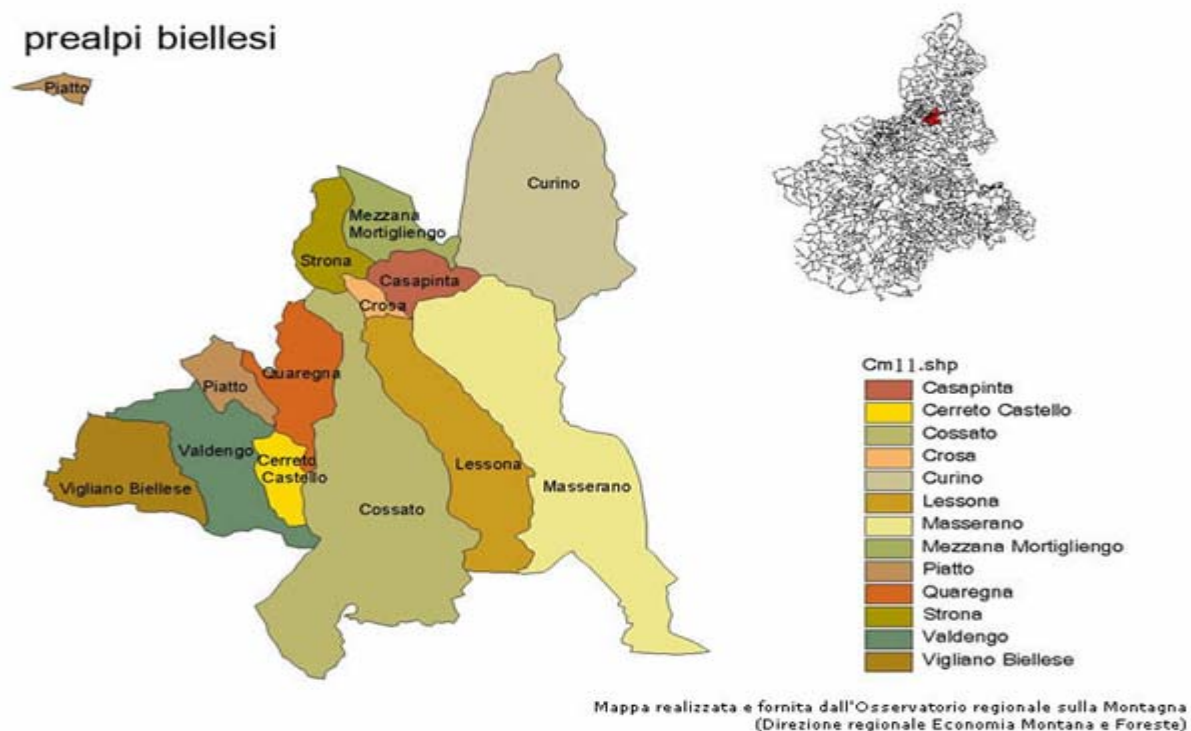 prealpi biellesi
Piatto
Curino
Mezzana
Mortigliengo
Strona
Casapinta
Crosa
Quaregna
Piatto
Valdengo
Cerreto
Castello
Vigliano Biellese
Lessona
Masserano
Cossato
Cm11.shp
Casapinta
Cerreto Castello
Cossato
Crosa
Curino
Lessona
Masserano
Mezzana Mortigliengo
Piatto
Quaregna
Strona
Valdengo
Vigliano Biellese
Mappa realizzata e fornita dall'Osservatorio regionale sulla Montagna
(Direzione regionale Economia Montana e Foreste)